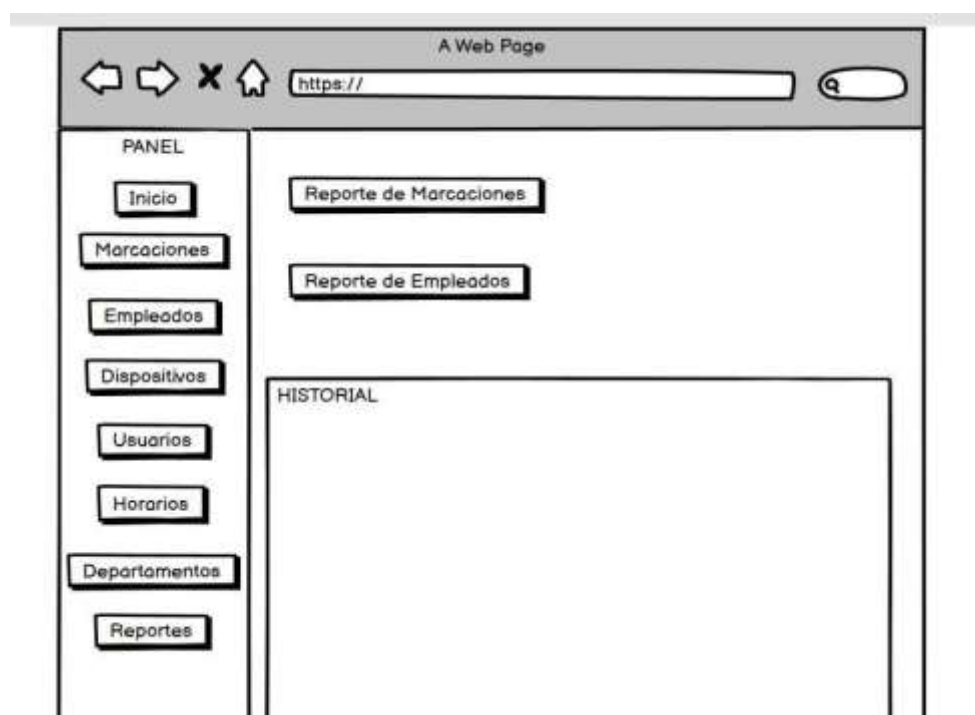 A Web Page
https://
PANEL
Inicio
Marcaciones
Empleados
Dispositivos
Usuarios
Horarios
Departamentos
Reportes
Reporte de Marcaciones
Reporte de Empleados
HISTORIAL